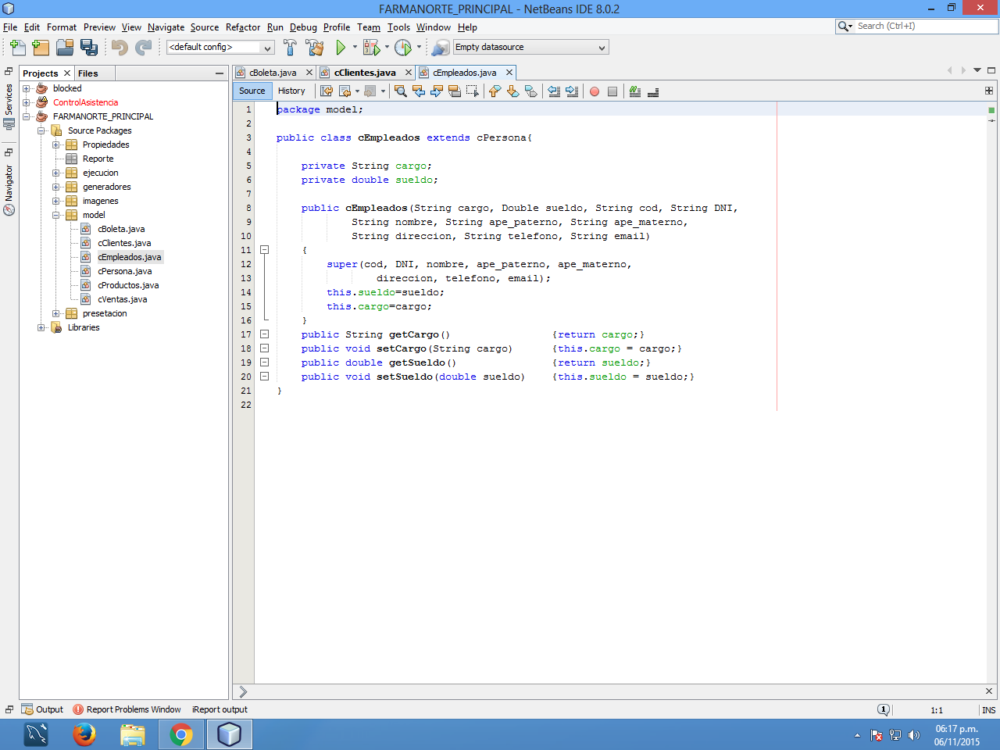 FARMANORTE_PRINCIPAL - NetBeans IDE 8.0.2
File Edit Format Preview View Navigate Source Refactor Run Debug Profile Team Tools Window Help
Search (Ctrl+I)
<default config>
Empty datasource
Services
Navigator
Projects
Files
blocked
ControlAsistencia
FARMANORTE_PRINCIPAL
Source Packages
Propiedades
Reporte
ejecucion
generadores
imagenes
model
cBoleta.java
cClientes.java
cEmpleados.java
cPersona.java
cProductos.java
cVentas.java
presetacion
Libraries
cBoleta.java cClientes.java cEmpleados.java
Source History
1 package model;
2
3 public class cEmpleados extends cPersona{
4
5 private String cargo;
6 private double sueldo;
7
8 public cEmpleados(String cargo, Double sueldo, String cod, String DNI,
9 String nombre, String ape_paterno, String ape_materno,
10 String direccion, String telefono, String email)
11 {
12 super(cod, DNI, nombre, ape_paterno, ape_materno,
13 direccion, telefono, email);
14 this.sueldo=sueldo;
15 this.cargo=cargo;
16 }
17 public String getCargo() {return cargo;}
18 public void setCargo(String cargo) {this.cargo = cargo;}
19 public double getSueldo() {return sueldo;}
20 public void setSueldo(double sueldo) {this.sueldo = sueldo;}
21 }
22
Output Report Problems Window iReport output
1
1:1
INS
06:17 p.m.
06/11/2015